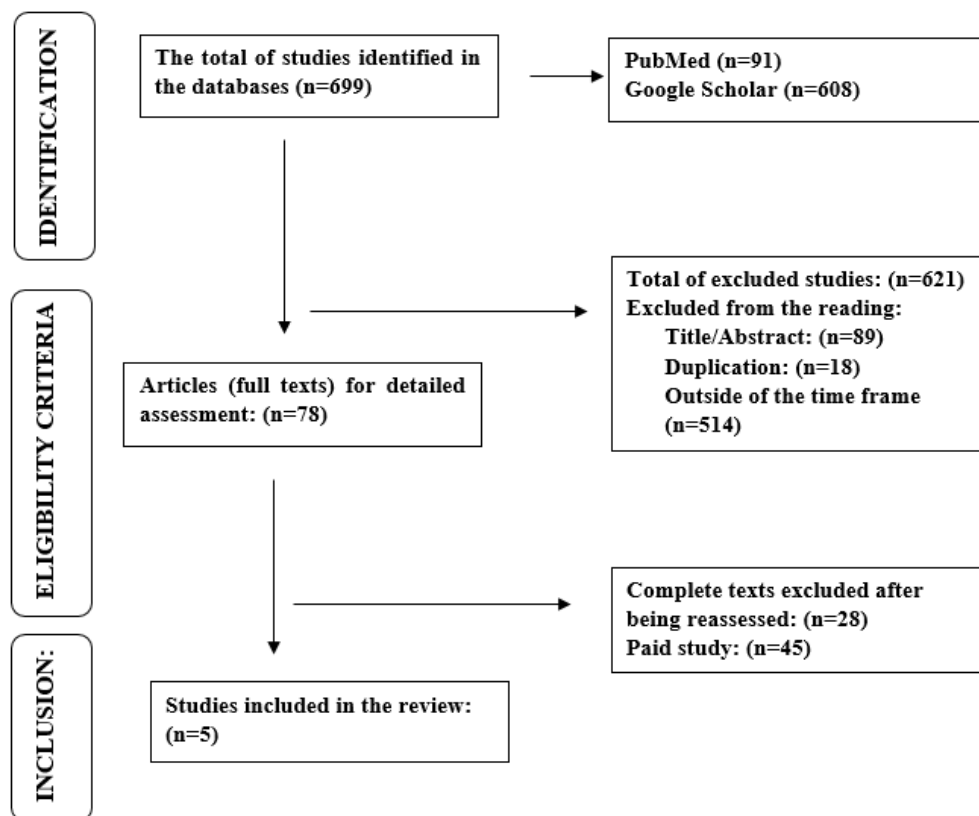 IDENTIFICATION
The total of studies identified in
the databases (n=699)
PubMed (n=91)
Google Scholar (n=608)
ELIGIBILITY CRITERIA
Total of excluded studies: (n=621)
Excluded from the reading:
Title/Abstract: (n=89)
Duplication: (n=18)
Outside of the time frame
(n=514)
Articles (full texts) for detailed
assessment: (n=78)
Complete texts excluded after
being reassessed: (n=28)
Paid study: (n=45)
INCLUSION:
Studies included in the review:
(n=5)